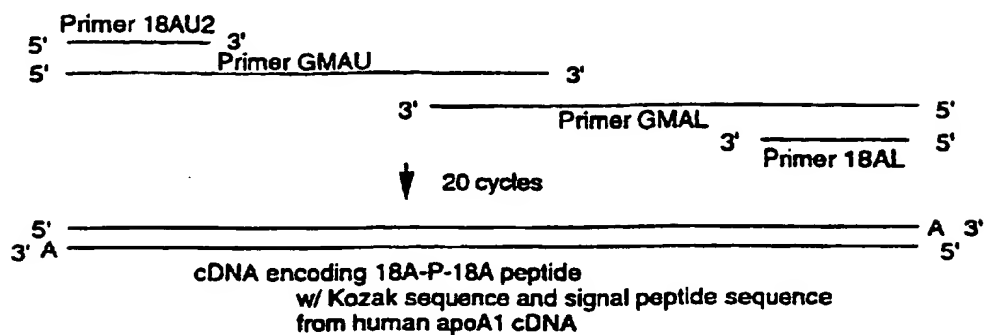 Primer 18AU2
5' 3'
Primer GMAU
5' 3'
3' 5'
Primer GMAL
3' 5'
Primer 18AL
20 cycles
5' A 3'
3' A 5'
cDNA encoding 18A-P-18A peptide
w/ Kozak sequence and signal peptide sequence
from human apoA1 cDNA